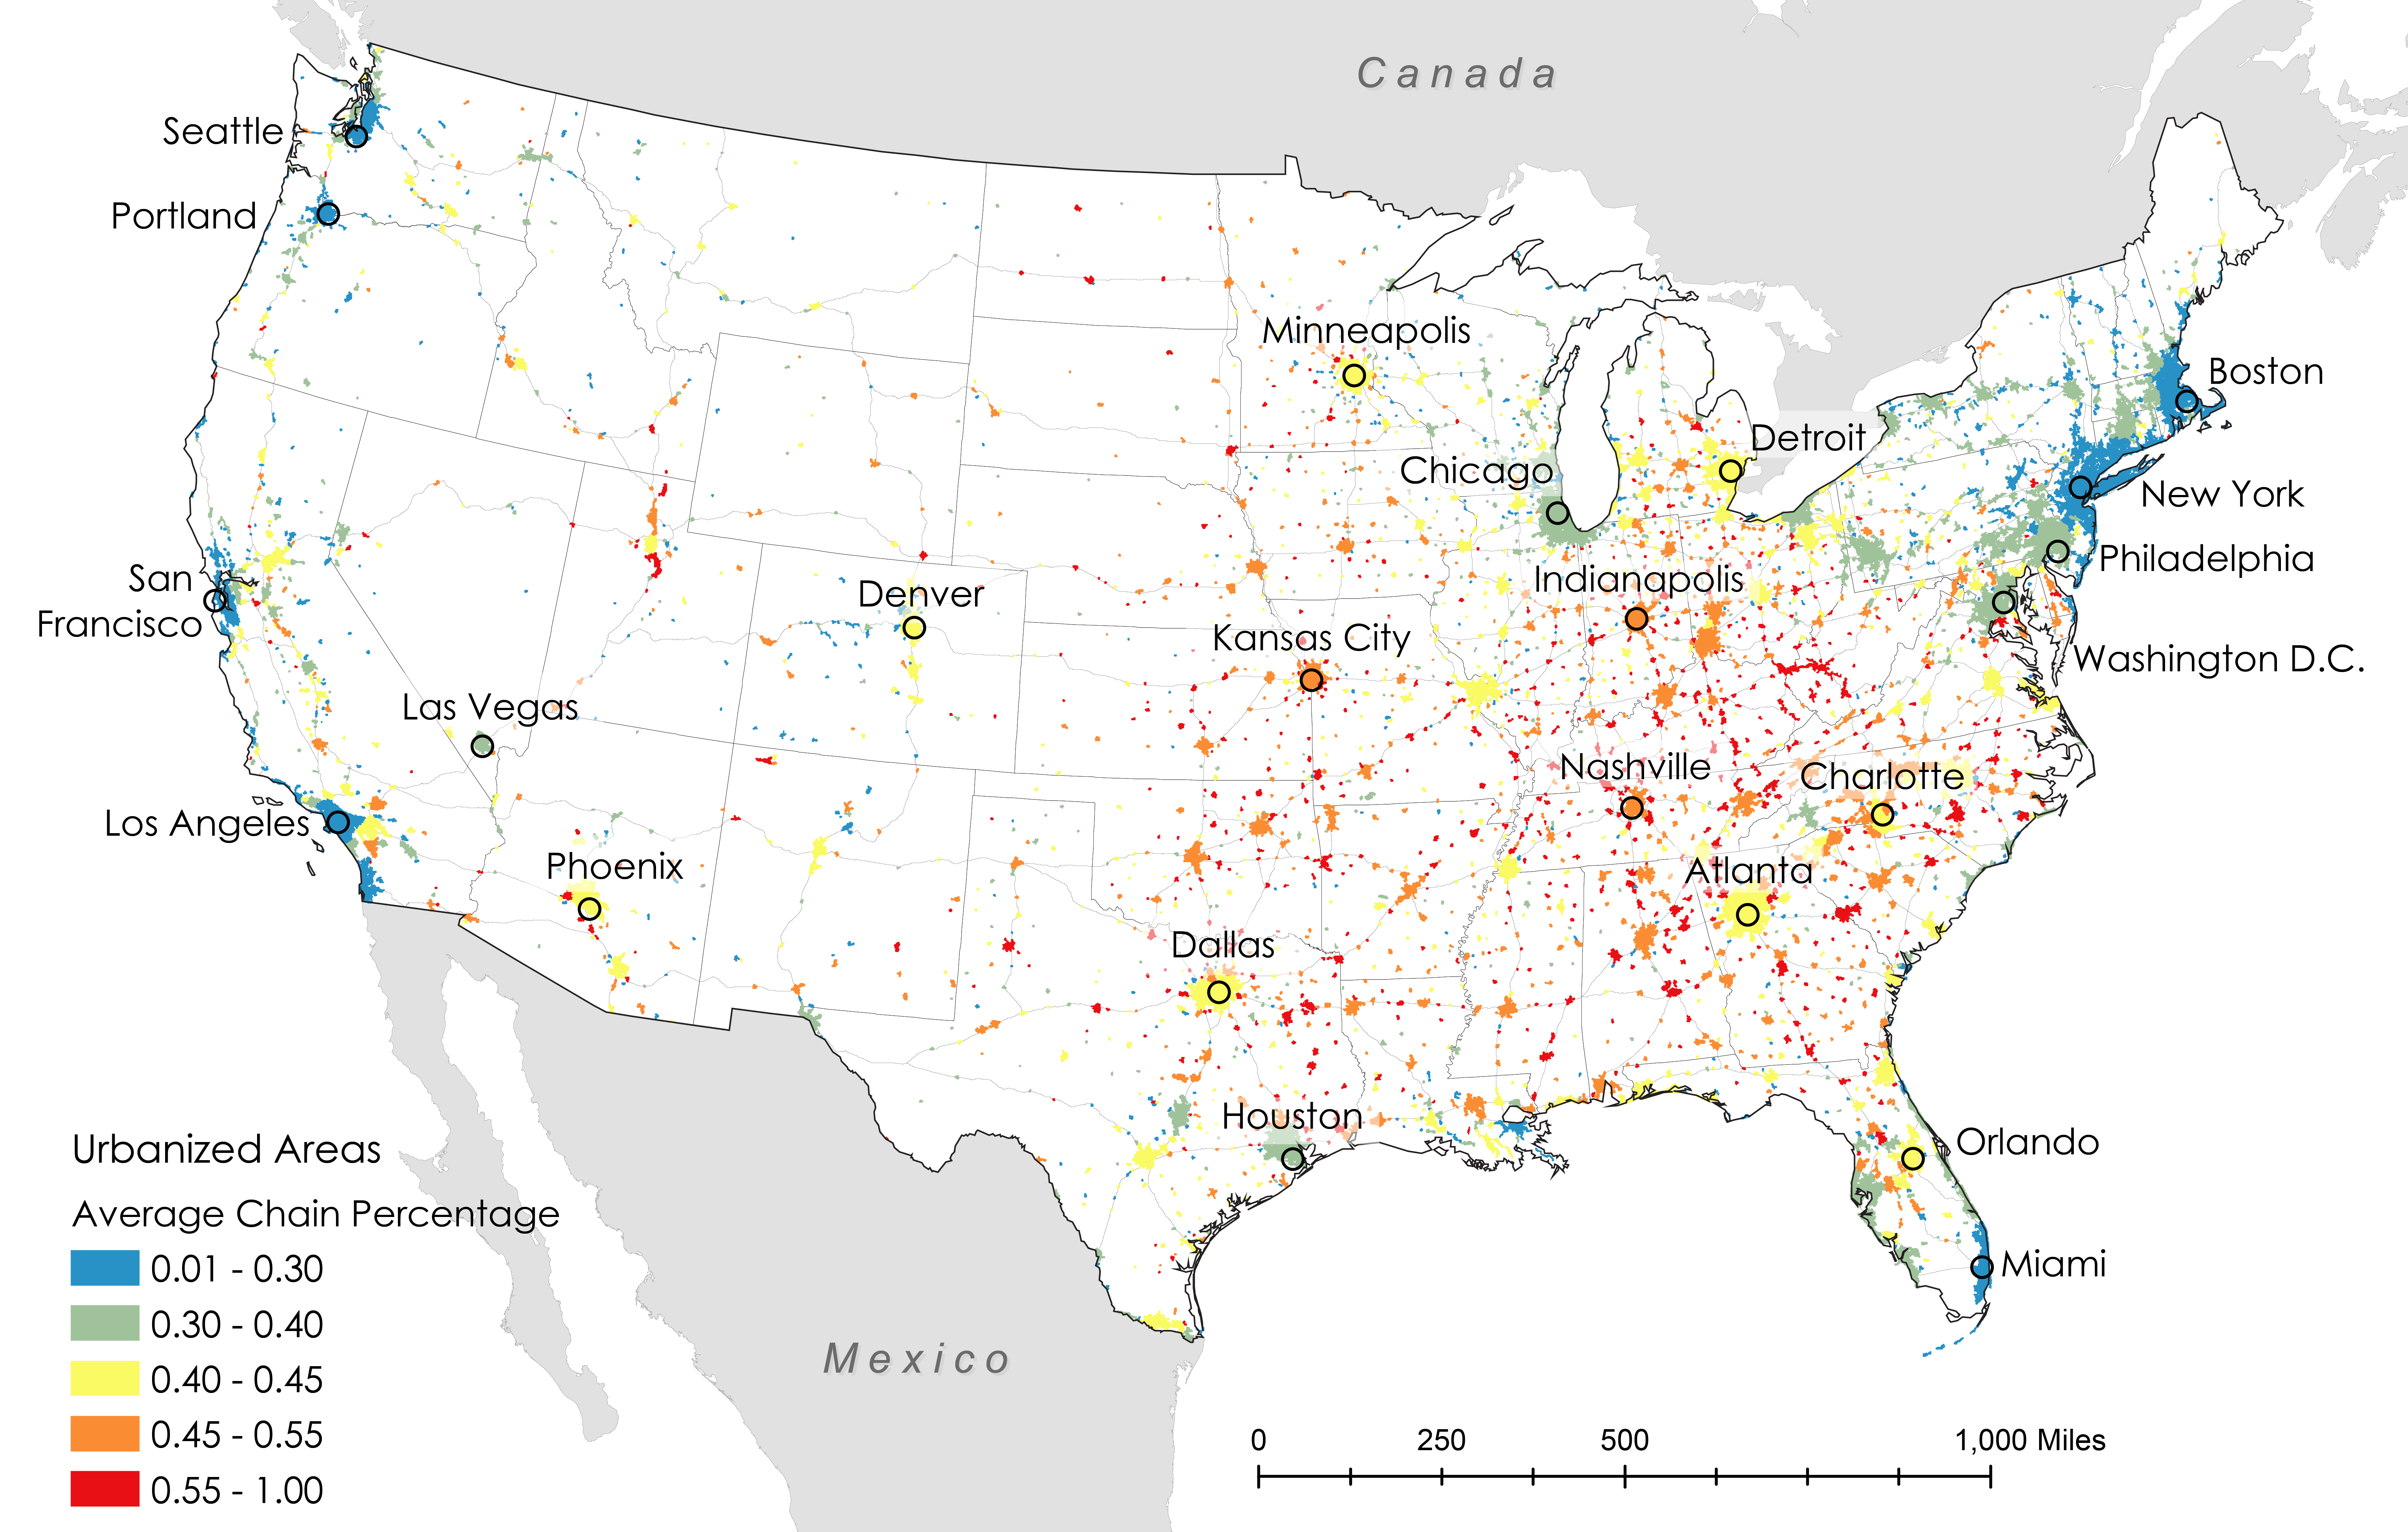 Canada
Seattle
Portland
Minneapolis
Boston
Detroit
Chicago
New York
Philadelphia
San
Francisco
Denver
Indianapolis
Kansas City
Washington D.C.
Las Vegas
Nashville
Charlotte
Los Angeles
Phoenix
Atlanta
Dallas
Houston
Orlando
Miami
Mexico
Urbanized Areas
Average Chain Percentage
0.01 - 0.30
0.30 - 0.40
0.40 - 0.45
0.45 - 0.55
0.55 - 1.00
0 250 500 1,000 Miles